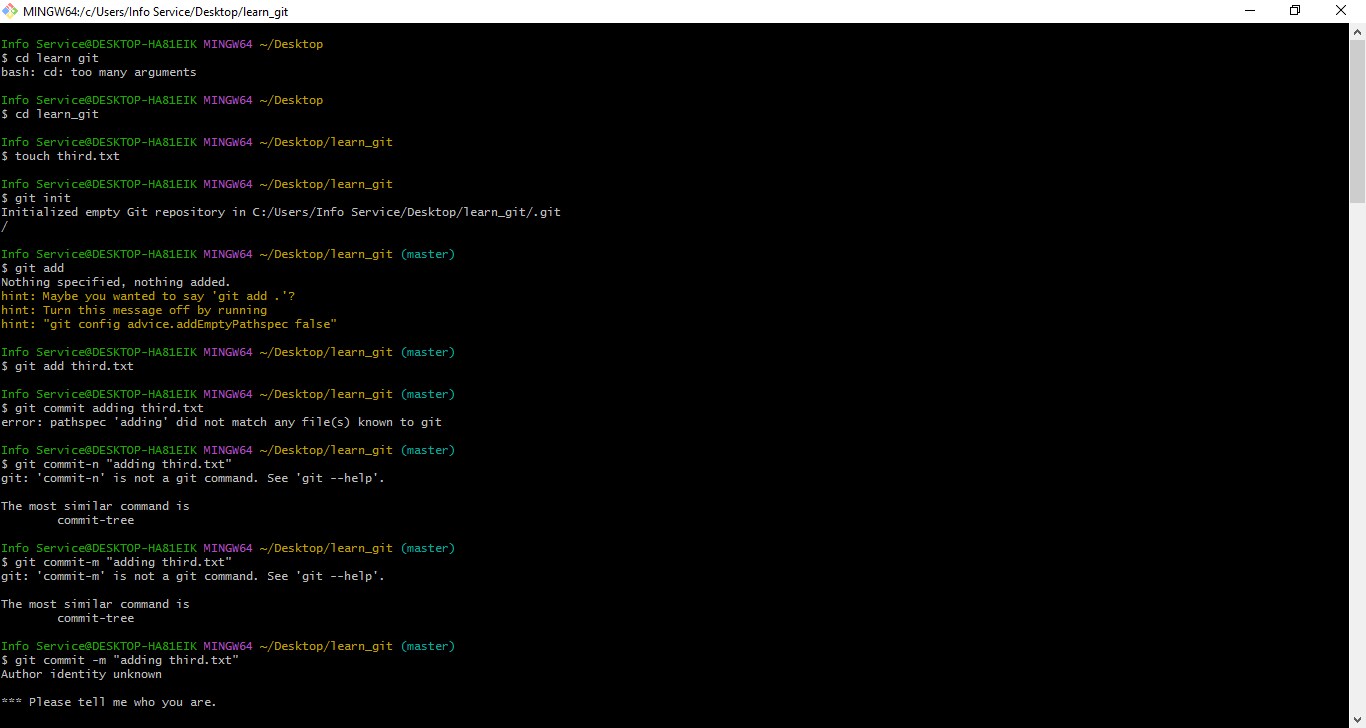 MINGW64:/c/Users/Info Service/Desktop/learn_git
Info Service@DESKTOP-HA81EIK MINGW64 ~/Desktop
$ cd learn git
bash: cd: too many arguments
Info Service@DESKTOP-HA81EIK MINGW64 ~/Desktop
$ cd learn_git
Info Service@DESKTOP-HA81EIK MINGW64 ~/Desktop/learn_git
$ touch third.txt
Info Service@DESKTOP-HA81EIK MINGW64 ~/Desktop/learn_git
$ git init
Initialized empty Git repository in C:/Users/Info Service/Desktop/learn_git/.git
/
Info Service@DESKTOP-HA81EIK MINGW64 ~/Desktop/learn_git (master)
$ git add
Nothing specified, nothing added.
hint: Maybe you wanted to say 'git add .'?
hint: Turn this message off by running
hint: "git config advice.addEmptyPathspec false"
Info Service@DESKTOP-HA81EIK MINGW64 ~/Desktop/learn_git (master)
$ git add third.txt
Info Service@DESKTOP-HA81EIK MINGW64 ~/Desktop/learn_git (master)
$ git commit adding third.txt
error: pathspec 'adding' did not match any file(s) known to git
Info Service@DESKTOP-HA81EIK MINGW64 ~/Desktop/learn_git (master)
$ git commit-n "adding third.txt"
git: 'commit-n' is not a git command. See 'git --help'.
The most similar command is
        commit-tree
Info Service@DESKTOP-HA81EIK MINGW64 ~/Desktop/learn_git (master)
$ git commit-m "adding third.txt"
git: 'commit-m' is not a git command. See 'git --help'.
The most similar command is
        commit-tree
Info Service@DESKTOP-HA81EIK MINGW64 ~/Desktop/learn_git (master)
$ git commit -m "adding third.txt"
Author identity unknown
*** Please tell me who you are.